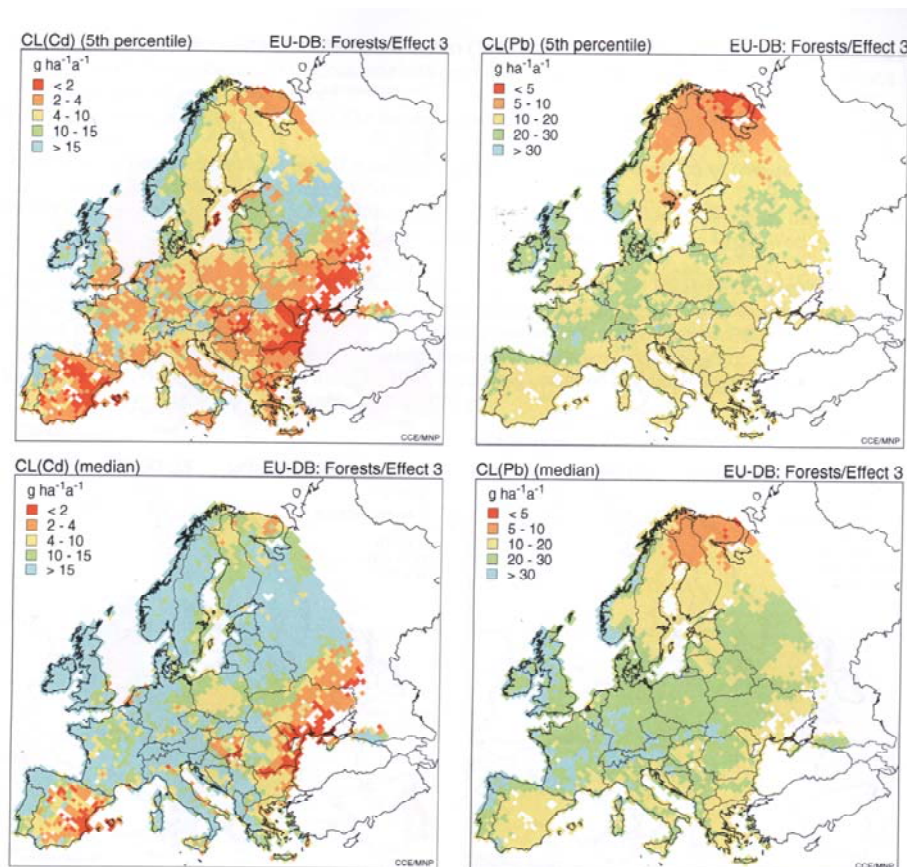 CL(Cd) (5th percentile) EU-DB: Forests/Effect 3
g ha⁻¹a⁻¹
< 2
2 - 4
4 - 10
10 - 15
> 15
CCE/MNP
CL(Pb) (5th percentile) EU-DB: Forests/Effect 3
g ha⁻¹a⁻¹
< 5
5 - 10
10 - 20
20 - 30
> 30
CCE/MNP
CL(Cd) (median) EU-DB: Forests/Effect 3
g ha⁻¹a⁻¹
< 2
2 - 4
4 - 10
10 - 15
> 15
CCE/MNP
CL(Pb) (median) EU-DB: Forests/Effect 3
g ha⁻¹a⁻¹
< 5
5 - 10
10 - 20
20 - 30
> 30
CCE/MNP